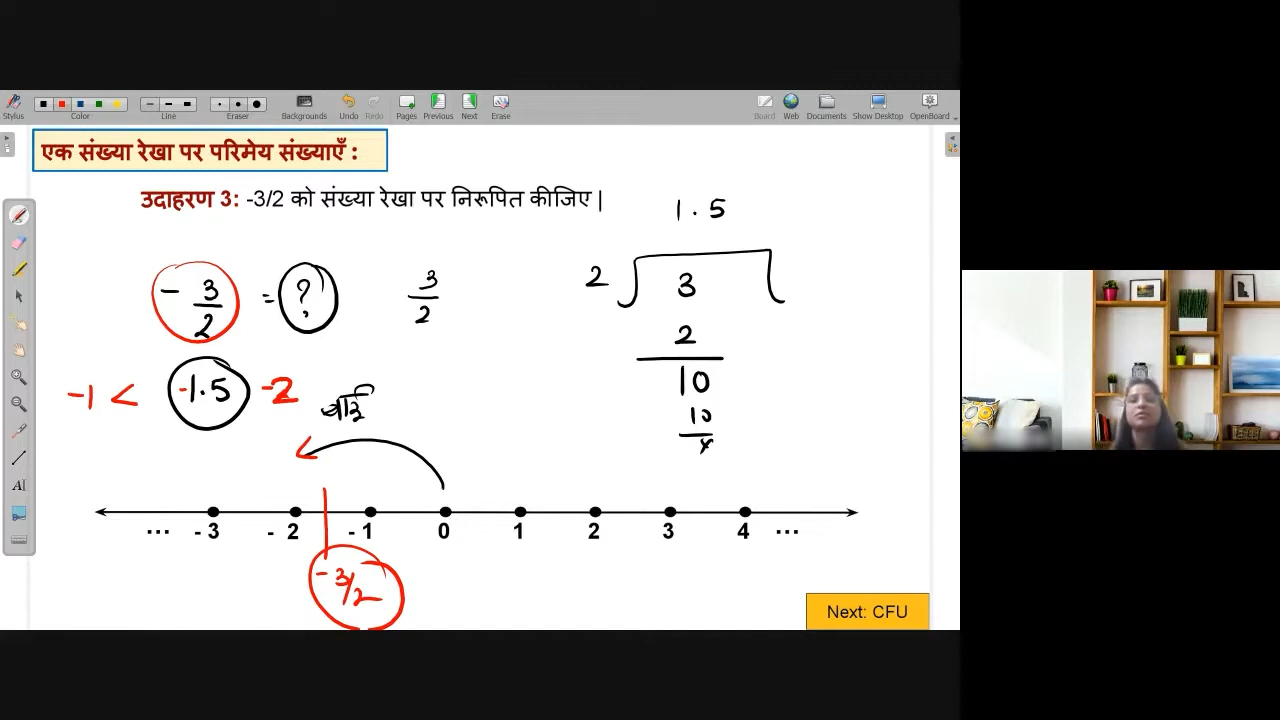 Stylus Color Line Eraser Backgrounds Undo Redo Pages Previous Next Erase Board Web Documents Show Desktop OpenBoard
एक संख्या रेखा पर परिमेय संख्याएँ :
उदाहरण 3: -3/2 को संख्या रेखा पर निरूपित कीजिए |
1.5
2 3
- 3/2 = ? 3/2
2
10
10
-1 < -1.5 -2
बाईं
... -3 -2 -1 0 1 2 3 4 ...
-3/2
Next: CFU